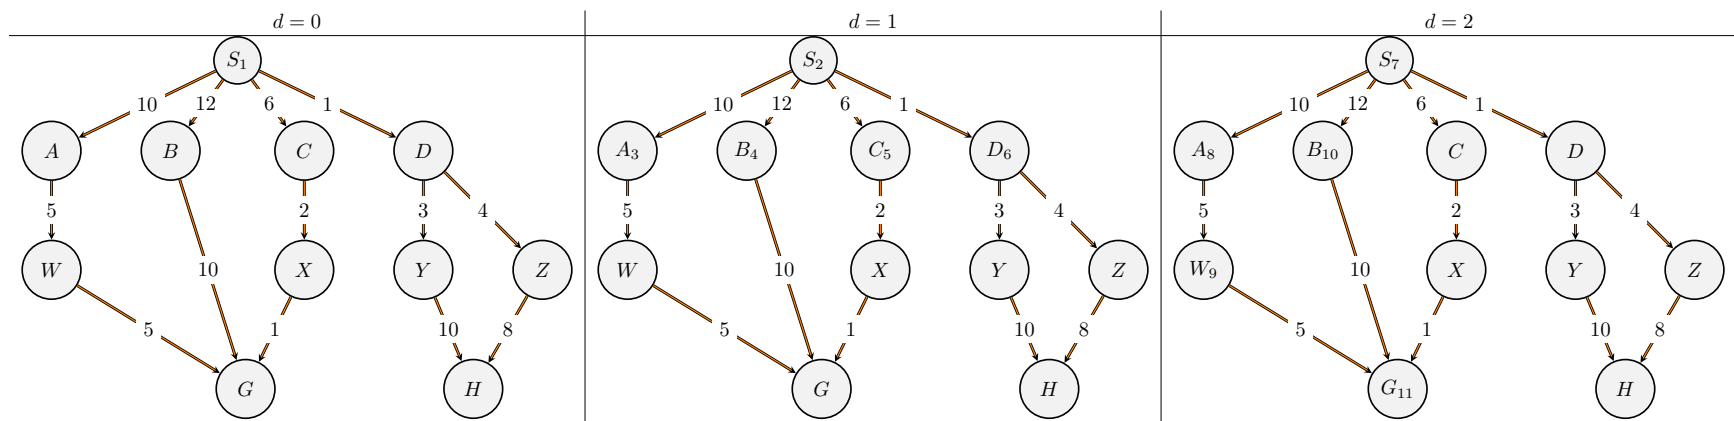 d = 0 d = 1 d = 2
S₁ S₂ S₇
10 12 6 1 10 12 6 1 10 12 6 1
A B C D A₃ B₄ C₅ D₆ A₈ B₁₀ C D
5 2 3 4 5 2 3 4 5 2 3 4
W 10 X Y Z W 10 X Y Z W₉ 10 X Y Z
5 1 10 8 5 1 10 8 5 1 10 8
G H G H G₁₁ H